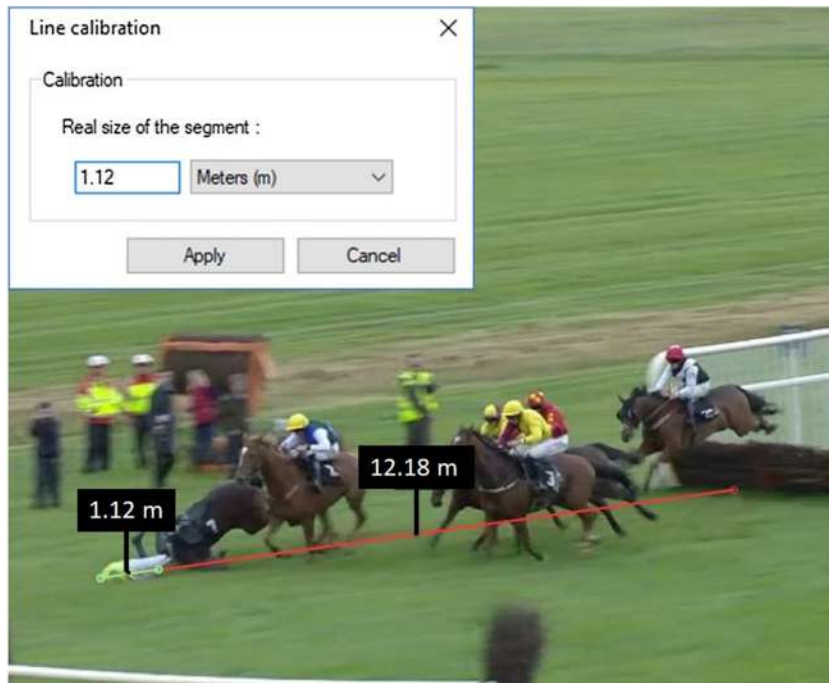 Line calibration
Calibration
Real size of the segment :
1.12
Meters (m)
Apply
Cancel
12.18 m
1.12 m